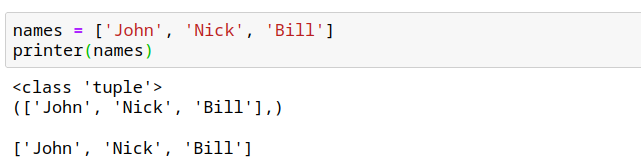 names = ['John', 'Nick', 'Bill']
printer(names)
<class 'tuple'>
(['John', 'Nick', 'Bill'],)
['John', 'Nick', 'Bill']